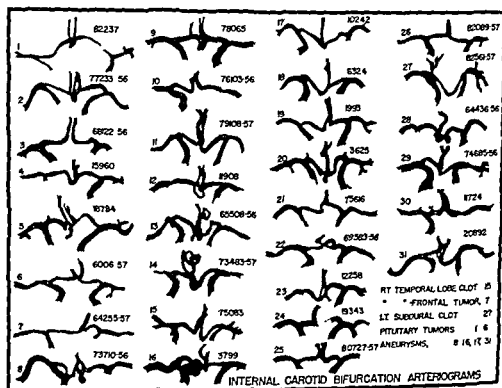 1 82237
2 77233 56
3 68122 56
4 15960
5 18784
6 6006 57
7 64255-57
8 73710-56
9 78065
10 76103-56
11 79108-57
12 11908
13 65508-56
14 73483-57
15 75083
16 3799
17 10242
18 6324
19 1993
20 3625
21 75616
22 69583-56
23 12258
24 19343
25 80727-57
26 82089-57
27 82561-57
28 64436 56
29 74685-56
30 11724
31 20892
RT TEMPORAL LOBE CLOT 15
" " -FRONTAL TUMOR, 7
LT SUBDURAL CLOT 27
PITUITARY TUMORS 1 6
ANEURYSMS, 8 16, 17, 31
INTERNAL CAROTID BIFURCATION ARTERIOGRAMS